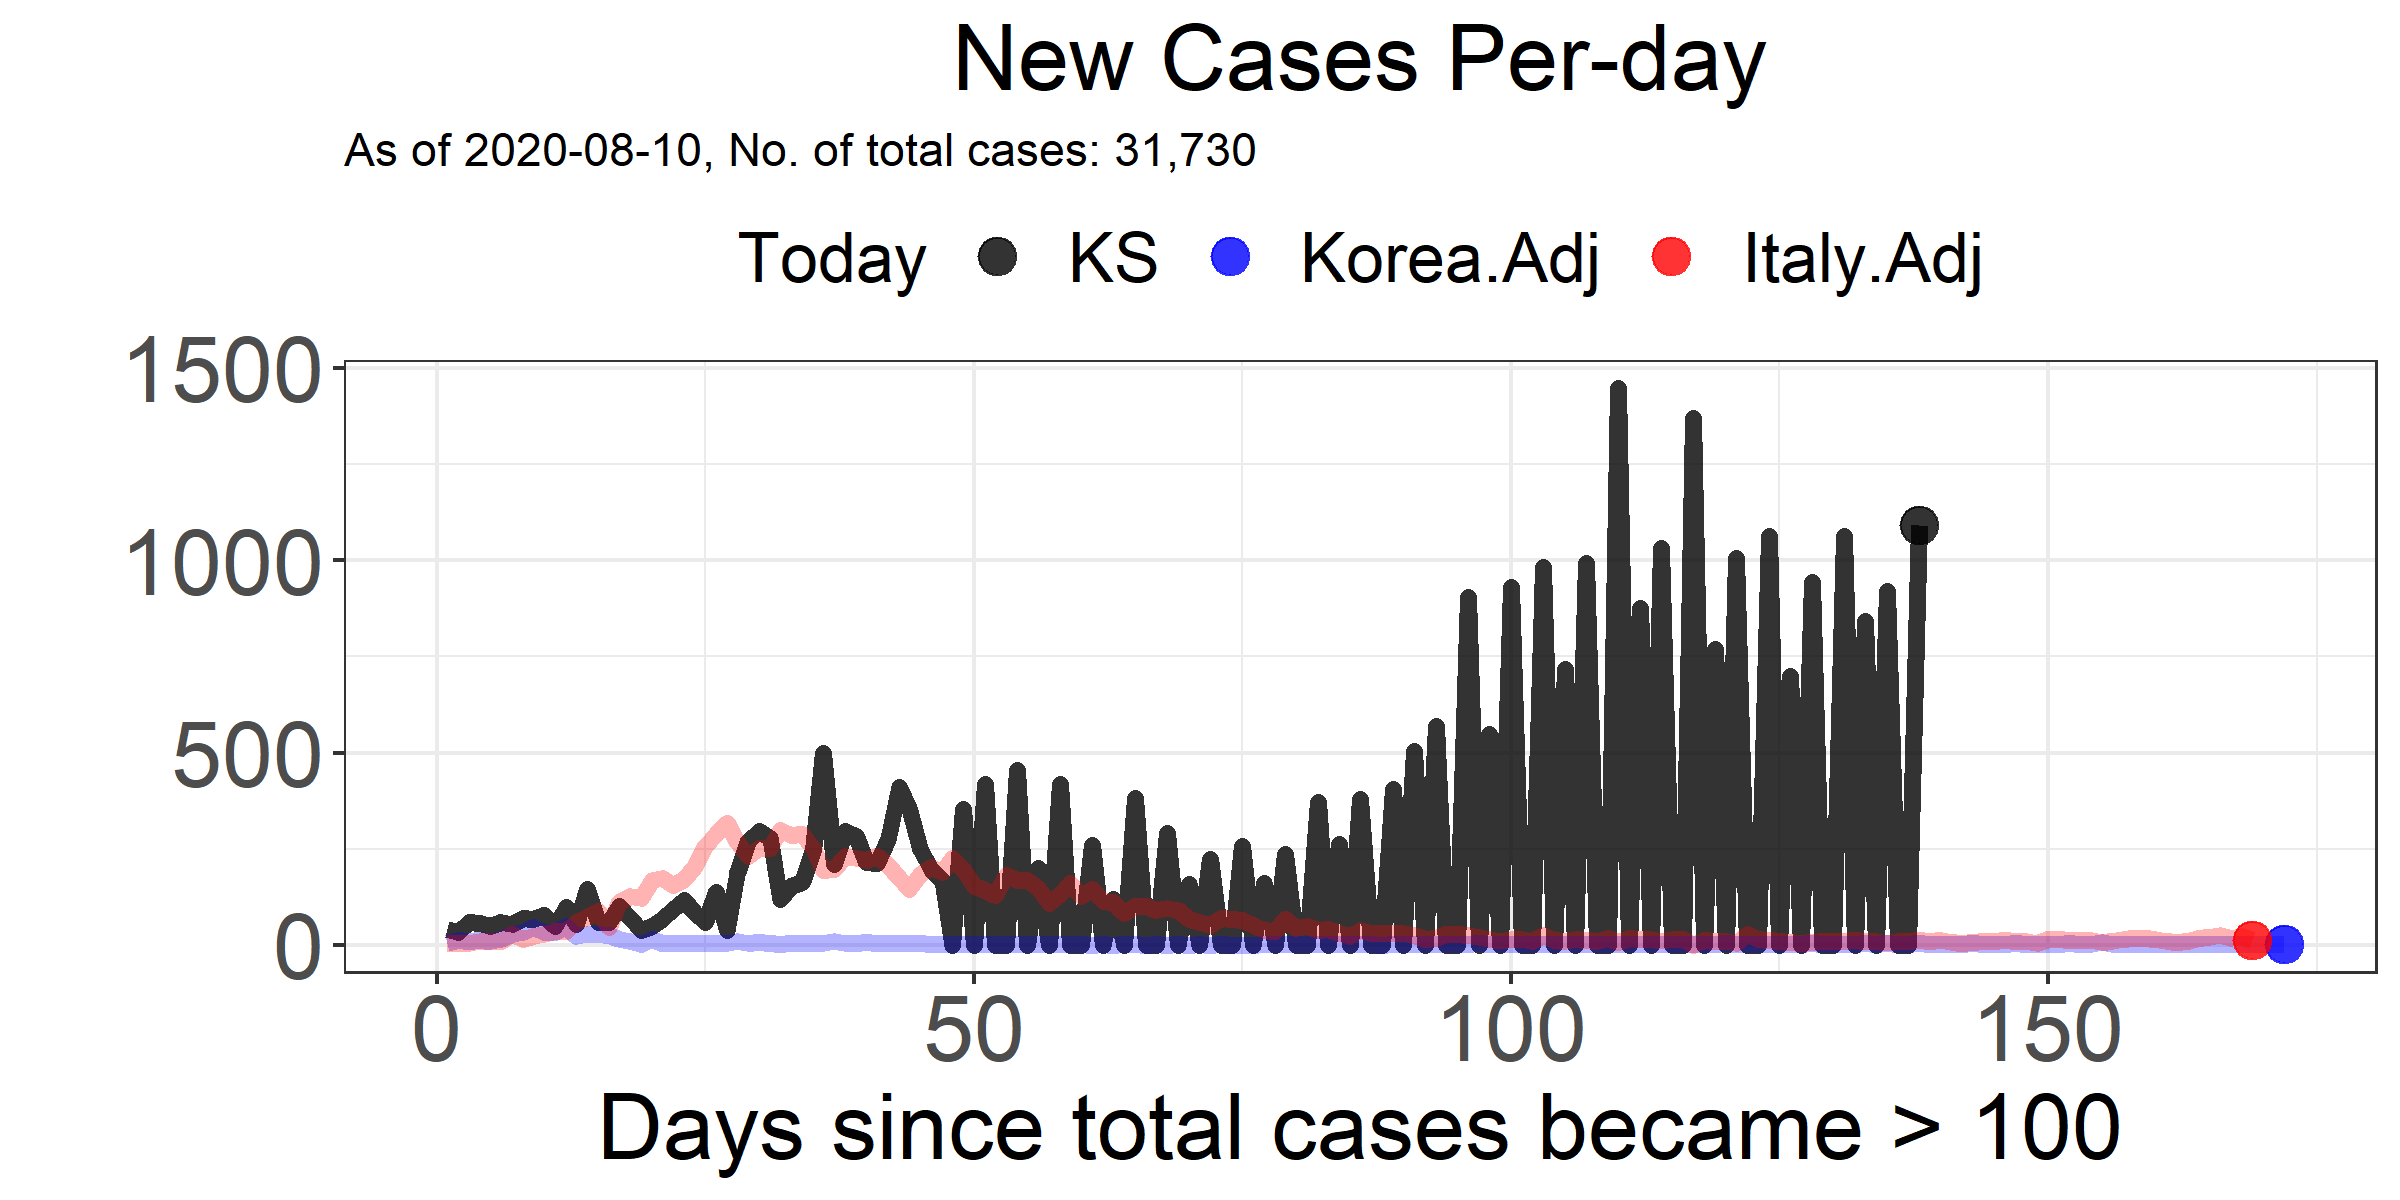 New Cases Per-day
As of 2020-08-10, No. of total cases: 31,730
Today KS Korea.Adj Italy.Adj
1500
1000
500
0
0 50 100 150
Days since total cases became > 100